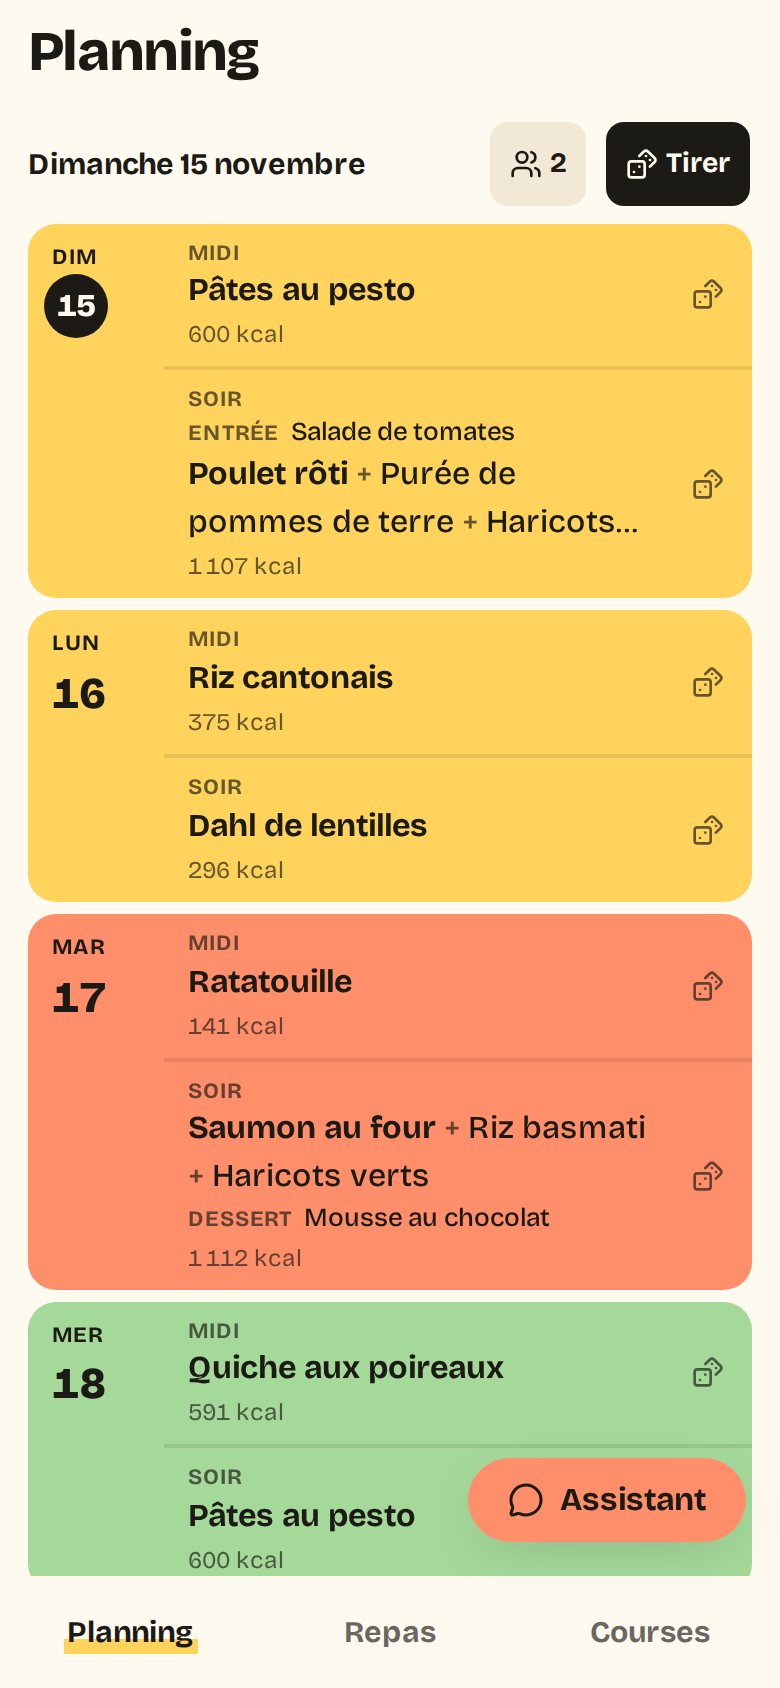 Planning
Dimanche 15 novembre
2
Tirer
DIM
15
MIDI
Pâtes au pesto
600 kcal
SOIR
ENTRÉE Salade de tomates
Poulet rôti + Purée de
pommes de terre + Haricots...
1 107 kcal
LUN
16
MIDI
Riz cantonais
375 kcal
SOIR
Dahl de lentilles
296 kcal
MAR
17
MIDI
Ratatouille
141 kcal
SOIR
Saumon au four + Riz basmati
+ Haricots verts
DESSERT Mousse au chocolat
1 112 kcal
MER
18
MIDI
Quiche aux poireaux
591 kcal
SOIR
Pâtes au pesto
600 kcal
Assistant
Planning
Repas
Courses